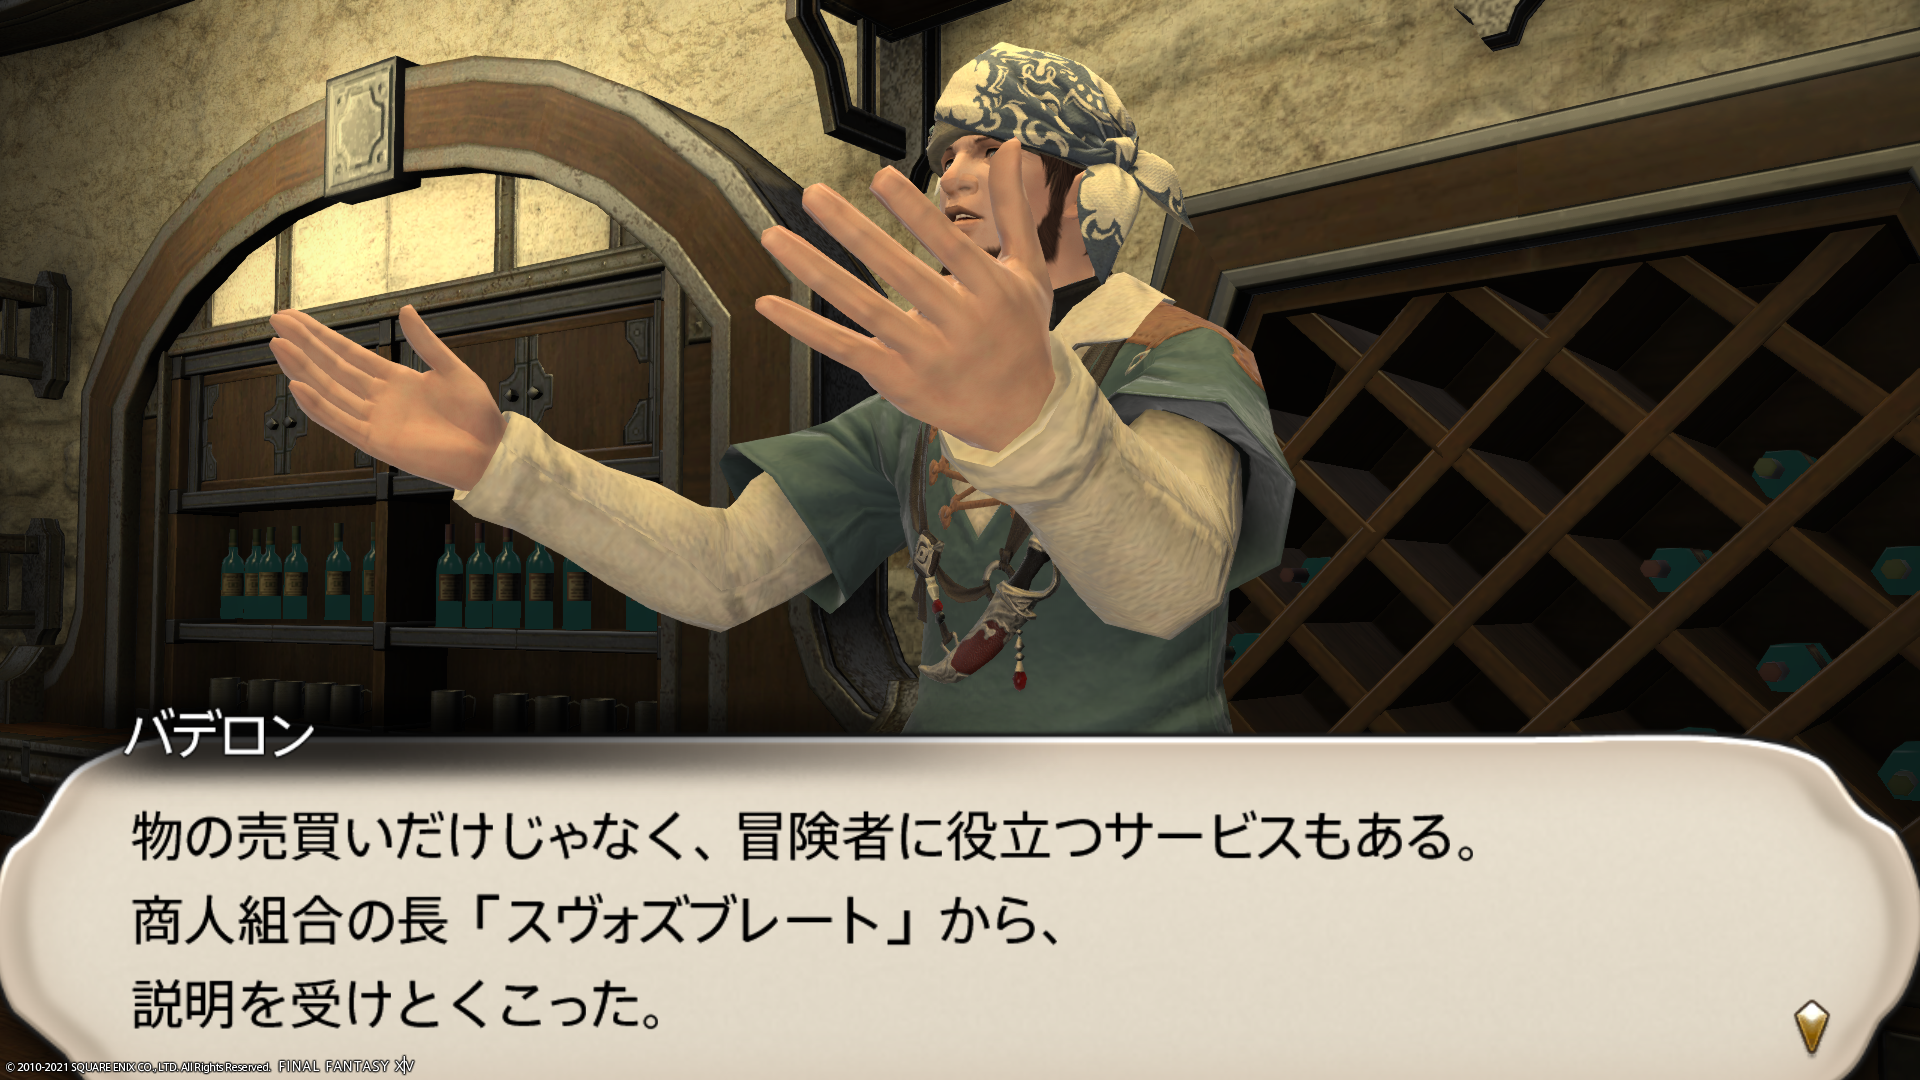 バデロン
物の売買いだけじゃなく、冒険者に役立つサービスもある。
商人組合の長「スヴォズブレート」から、
説明を受けとくこった。
© 2010-2021 SQUARE ENIX CO., LTD. All Rights Reserved. FINAL FANTASY XIV